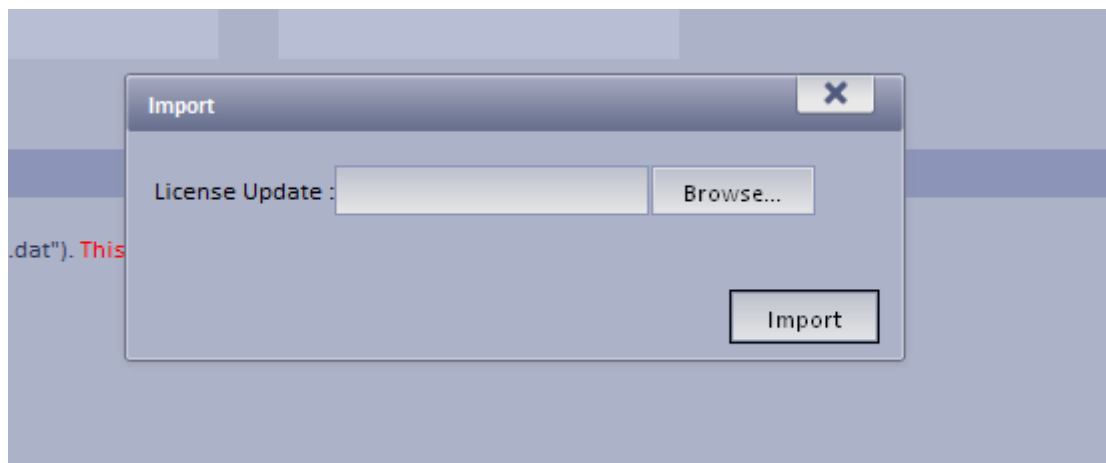 Import
License Update :
Browse...
.dat"). This
Import